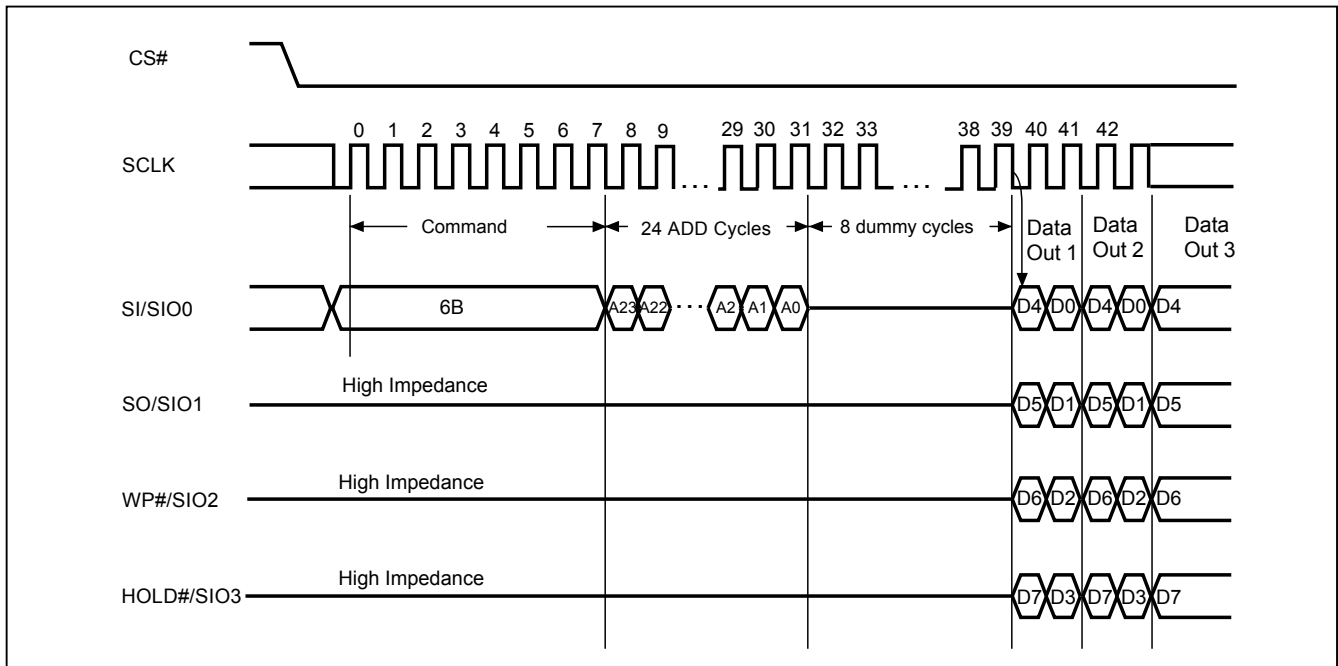 CS#
0 1 2 3 4 5 6 7 8 9 29 30 31 32 33 38 39 40 41 42
SCLK
... ...
Command 24 ADD Cycles 8 dummy cycles Data Out 1 Data Out 2 Data Out 3
SI/SIO0 6B A23 A22 ... A2 A1 A0 D4 D0 D4 D0 D4
High Impedance
SO/SIO1 D5 D1 D5 D1 D5
High Impedance
WP#/SIO2 D6 D2 D6 D2 D6
High Impedance
HOLD#/SIO3 D7 D3 D7 D3 D7